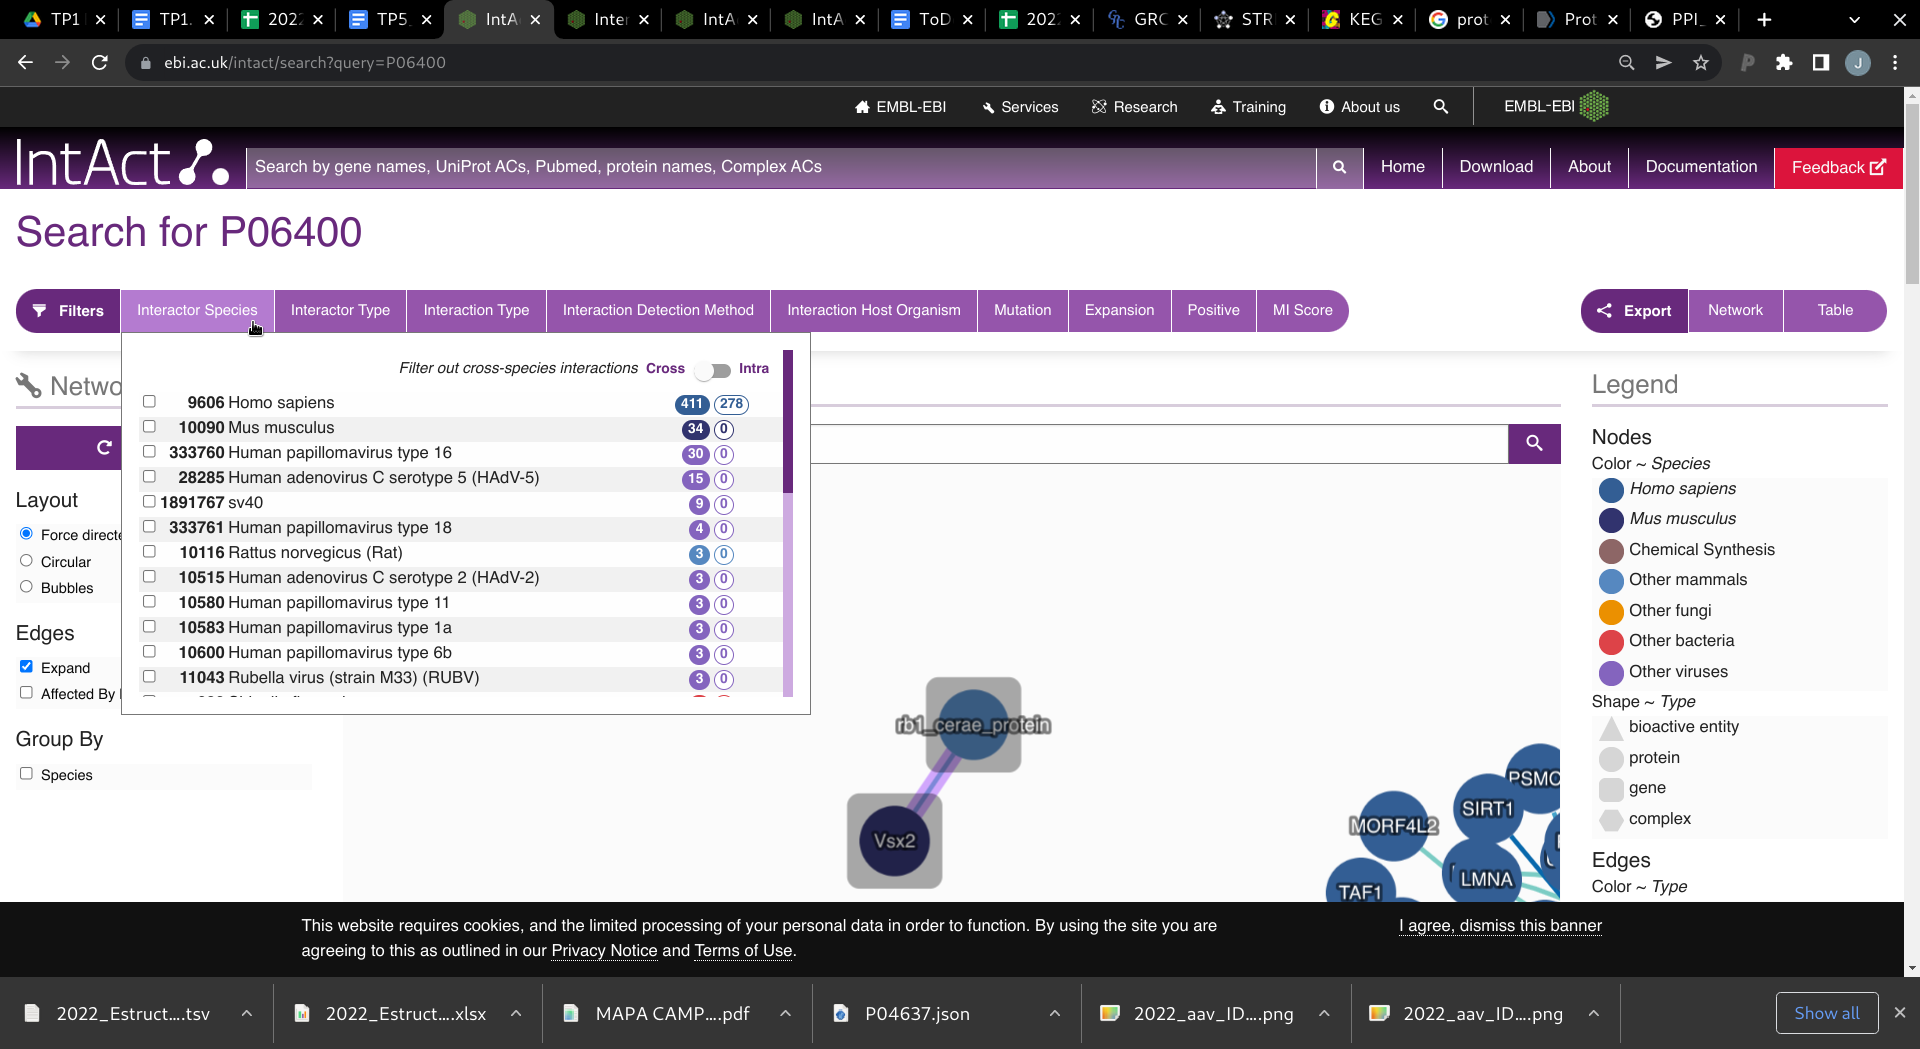 TP1
TP1.
2022
TP5_
IntA
Inter
IntA
IntA
ToD
2022
GRC
STRI
KEG
prot
Prot
PPI_
ebi.ac.uk/intact/search?query=P06400
J
EMBL-EBI
Services
Research
Training
About us
EMBL-EBI
IntAct
Search by gene names, UniProt ACs, Pubmed, protein names, Complex ACs
Home
Download
About
Documentation
Feedback
Search for P06400
Filters
Interactor Species
Interactor Type
Interaction Type
Interaction Detection Method
Interaction Host Organism
Mutation
Expansion
Positive
MI Score
Export
Network
Table
Netwo
Filter out cross-species interactions Cross Intra
9606 Homo sapiens 411 278
10090 Mus musculus 34 0
333760 Human papillomavirus type 16 30 0
28285 Human adenovirus C serotype 5 (HAdV-5) 15 0
1891767 sv40 9 0
333761 Human papillomavirus type 18 4 0
10116 Rattus norvegicus (Rat) 3 0
10515 Human adenovirus C serotype 2 (HAdV-2) 3 0
10580 Human papillomavirus type 11 3 0
10583 Human papillomavirus type 1a 3 0
10600 Human papillomavirus type 6b 3 0
11043 Rubella virus (strain M33) (RUBV) 3 0
Layout
Force directe
Circular
Bubbles
Edges
Expand
Affected By
Group By
Species
rb1_cerae_protein
Vsx2
PSMC
SIRT1
MORF4L2
LMNA
TAF1
Legend
Nodes
Color ~ Species
Homo sapiens
Mus musculus
Chemical Synthesis
Other mammals
Other fungi
Other bacteria
Other viruses
Shape ~ Type
bioactive entity
protein
gene
complex
Edges
Color ~ Type
This website requires cookies, and the limited processing of your personal data in order to function. By using the site you are
agreeing to this as outlined in our Privacy Notice and Terms of Use.
I agree, dismiss this banner
2022_Estruct....tsv
2022_Estruct....xlsx
MAPA CAMP....pdf
P04637.json
2022_aav_ID....png
2022_aav_ID....png
Show all